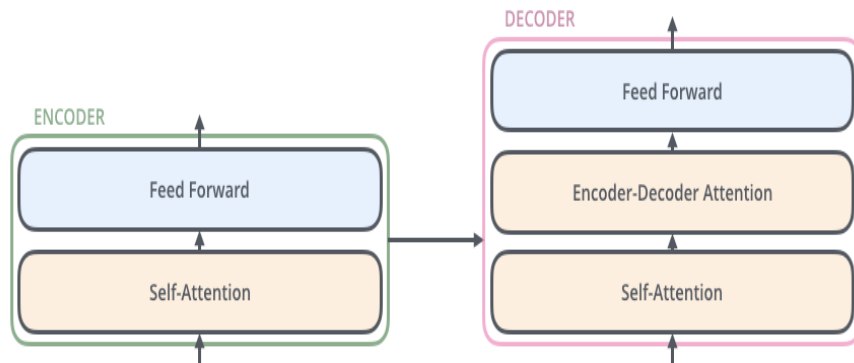 ENCODER
Feed Forward
Self-Attention
DECODER
Feed Forward
Encoder-Decoder Attention
Self-Attention